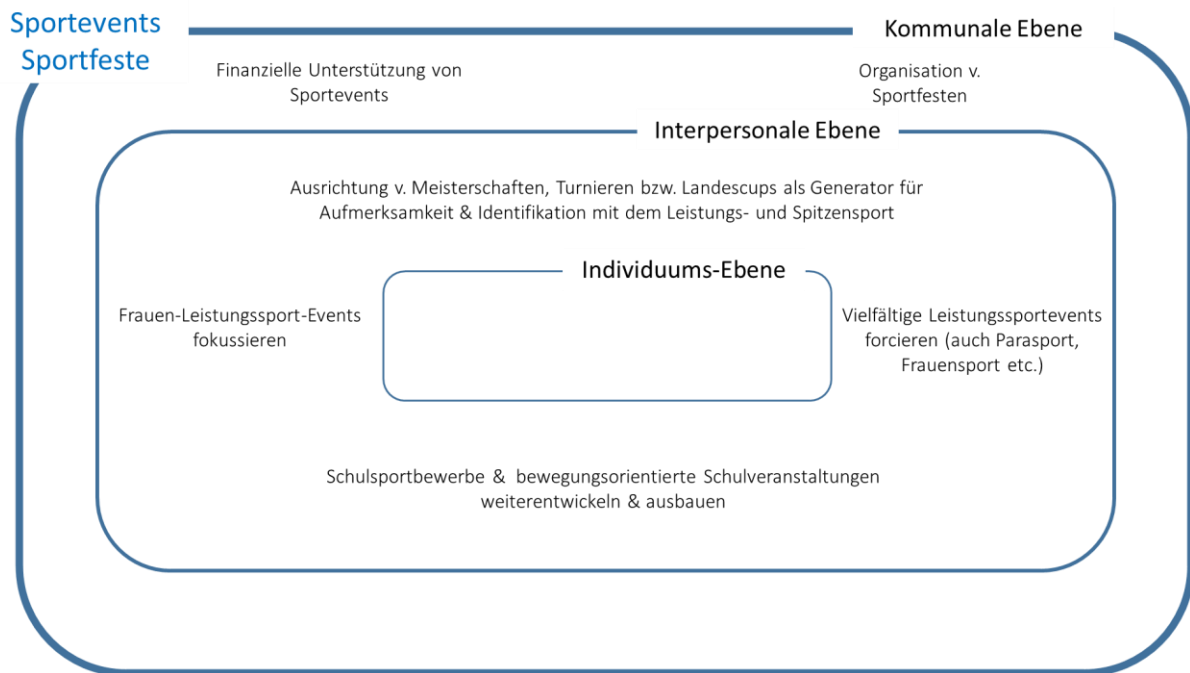 Sportevents
Sportfeste
Kommunale Ebene
Finanzielle Unterstützung von
Sportevents
Organisation v.
Sportfesten
Interpersonale Ebene
Ausrichtung v. Meisterschaften, Turnieren bzw. Landescups als Generator für
Aufmerksamkeit & Identifikation mit dem Leistungs- und Spitzensport
Individuums-Ebene
Frauen-Leistungssport-Events
fokussieren
Vielfältige Leistungssportevents
forcieren (auch Parasport,
Frauensport etc.)
Schulsportbewerbe & bewegungsorientierte Schulveranstaltungen
weiterentwickeln & ausbauen